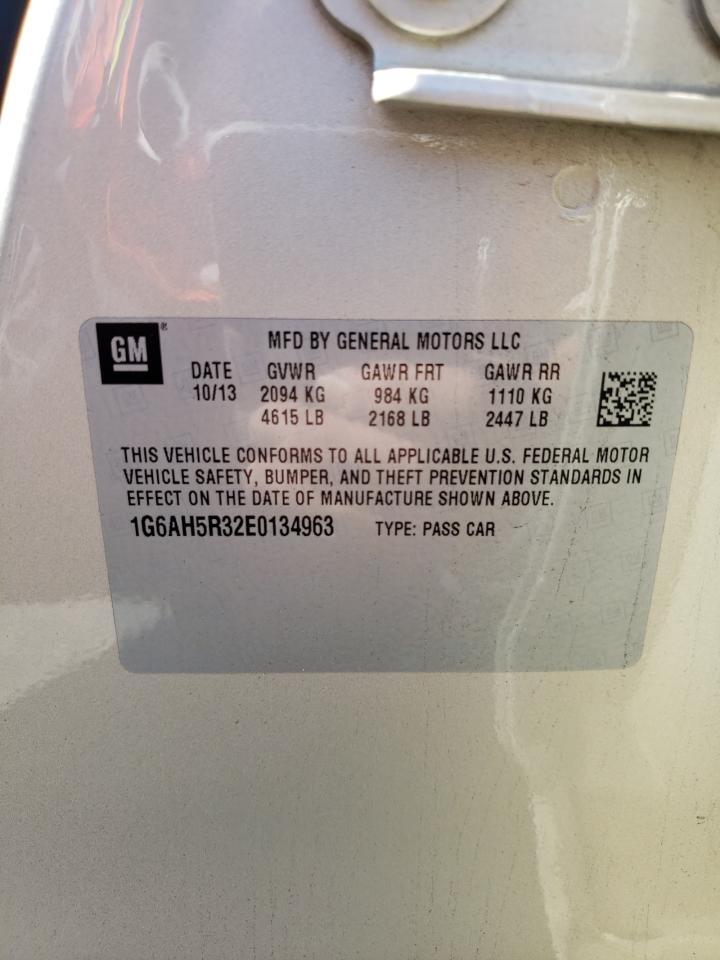 GM®
MFD BY GENERAL MOTORS LLC
DATE GVWR GAWR FRT GAWR RR
10/13 2094 KG 984 KG 1110 KG
4615 LB 2168 LB 2447 LB
THIS VEHICLE CONFORMS TO ALL APPLICABLE U.S. FEDERAL MOTOR
VEHICLE SAFETY, BUMPER, AND THEFT PREVENTION STANDARDS IN
EFFECT ON THE DATE OF MANUFACTURE SHOWN ABOVE.
1G6AH5R32E0134963 TYPE: PASS CAR